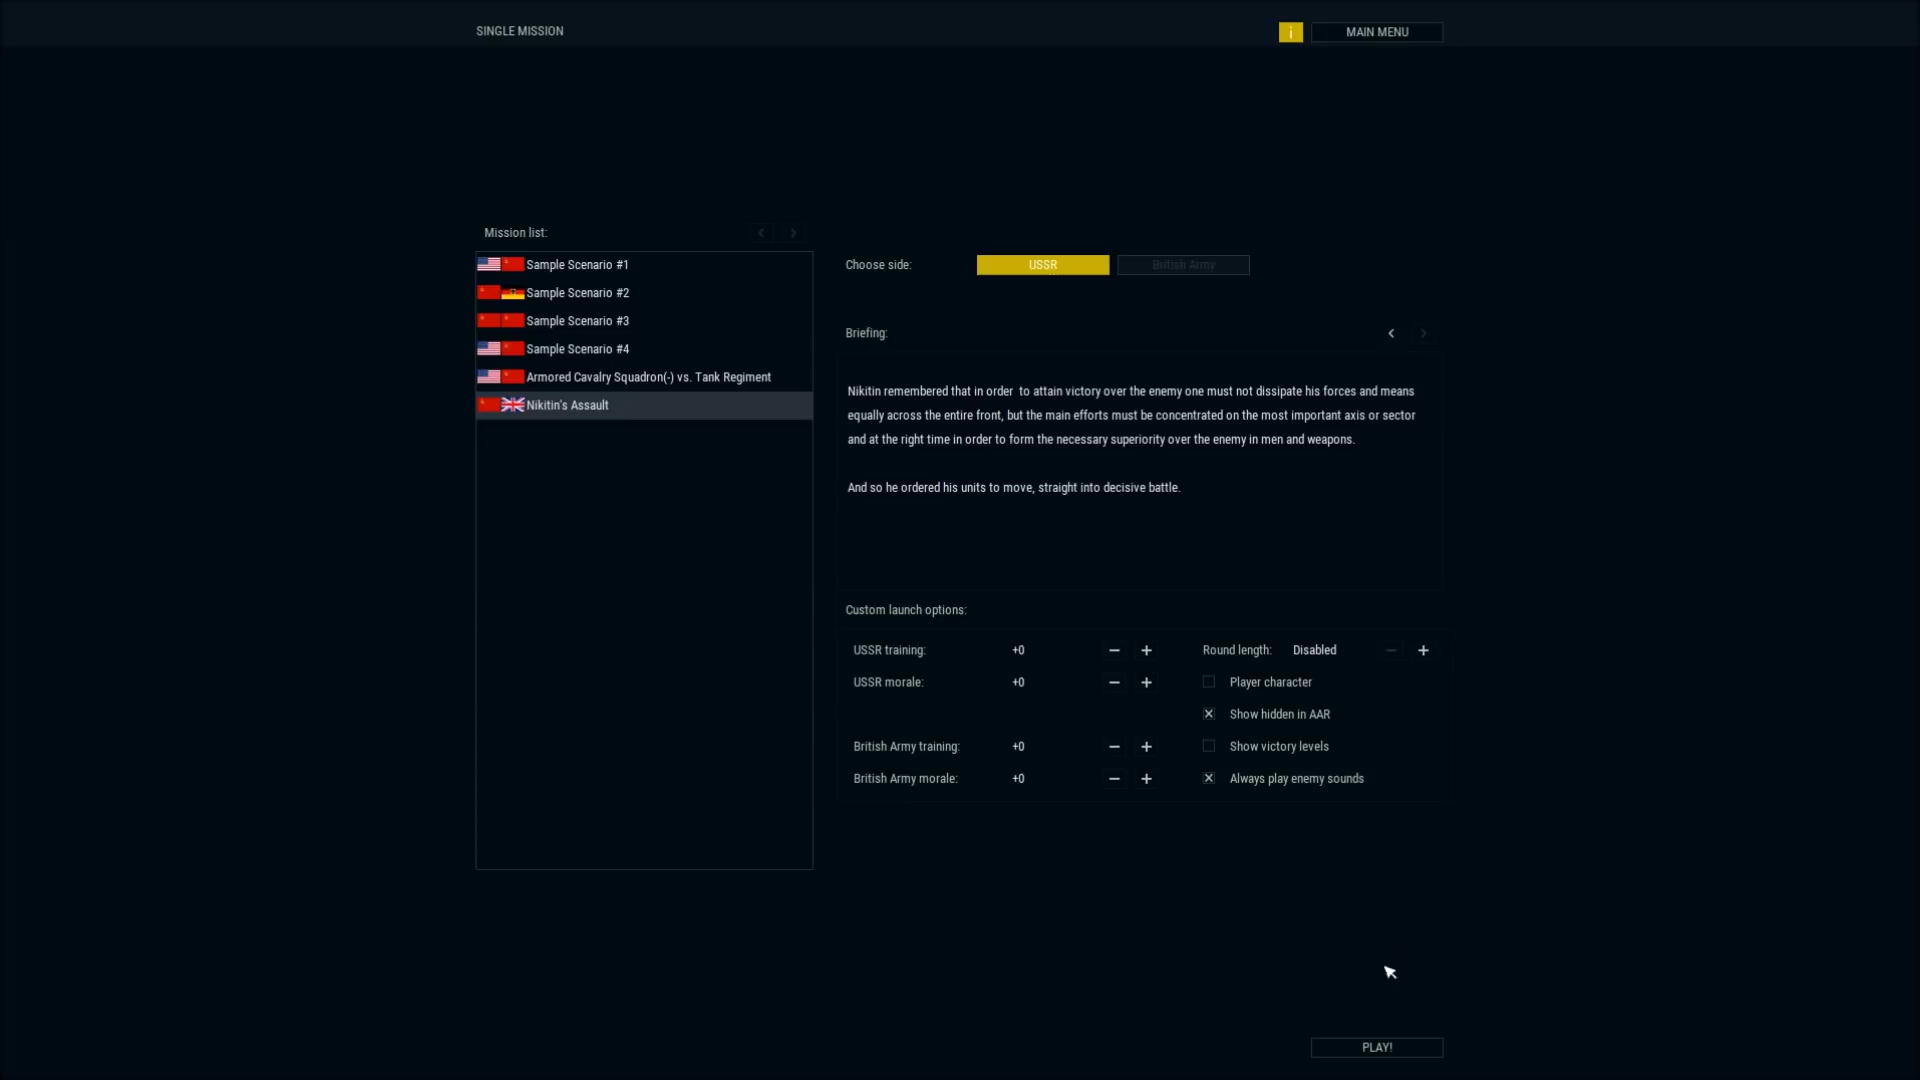 SINGLE MISSION
i
MAIN MENU
Mission list:
Sample Scenario #1
Sample Scenario #2
Sample Scenario #3
Sample Scenario #4
Armored Cavalry Squadron(-) vs. Tank Regiment
Nikitin's Assault
Choose side:
USSR
British Army
Briefing:
Nikitin remembered that in order to attain victory over the enemy one must not dissipate his forces and means
equally across the entire front, but the main efforts must be concentrated on the most important axis or sector
and at the right time in order to form the necessary superiority over the enemy in men and weapons.
And so he ordered his units to move, straight into decisive battle.
Custom launch options:
USSR training: +0
Round length: Disabled
USSR morale: +0
Player character
Show hidden in AAR
British Army training: +0
Show victory levels
British Army morale: +0
Always play enemy sounds
PLAY!